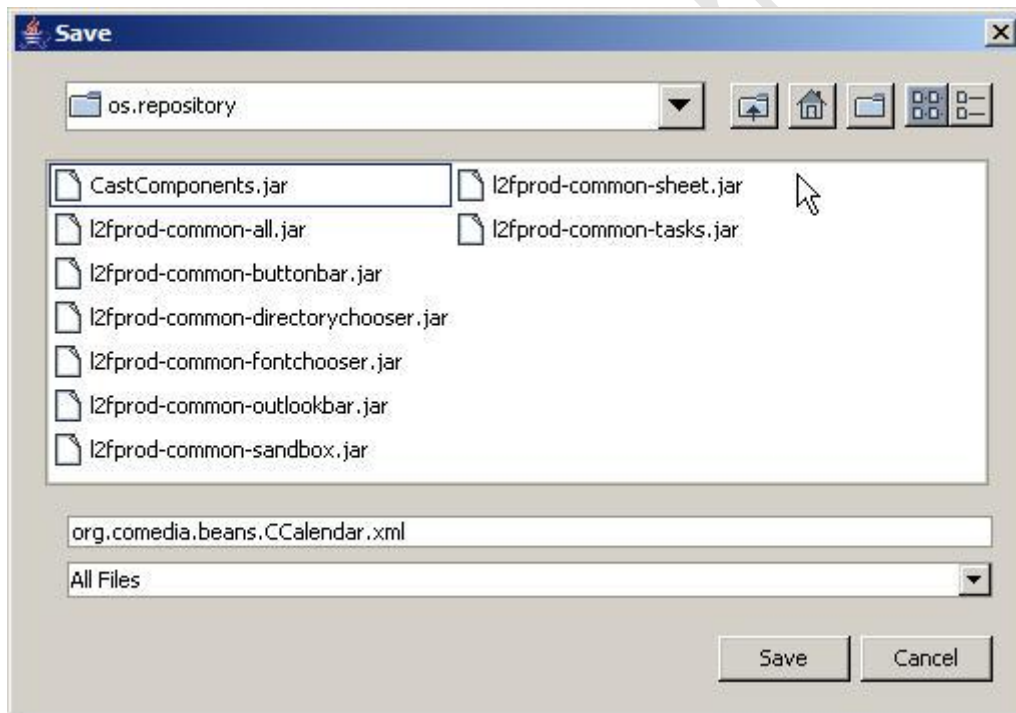 Save
os.repository
CastComponents.jar
l2fprod-common-all.jar
l2fprod-common-buttonbar.jar
l2fprod-common-directorychooser.jar
l2fprod-common-fontchooser.jar
l2fprod-common-outlookbar.jar
l2fprod-common-sandbox.jar
l2fprod-common-sheet.jar
l2fprod-common-tasks.jar
org.comedia.beans.CCalendar.xml
All Files
Save
Cancel